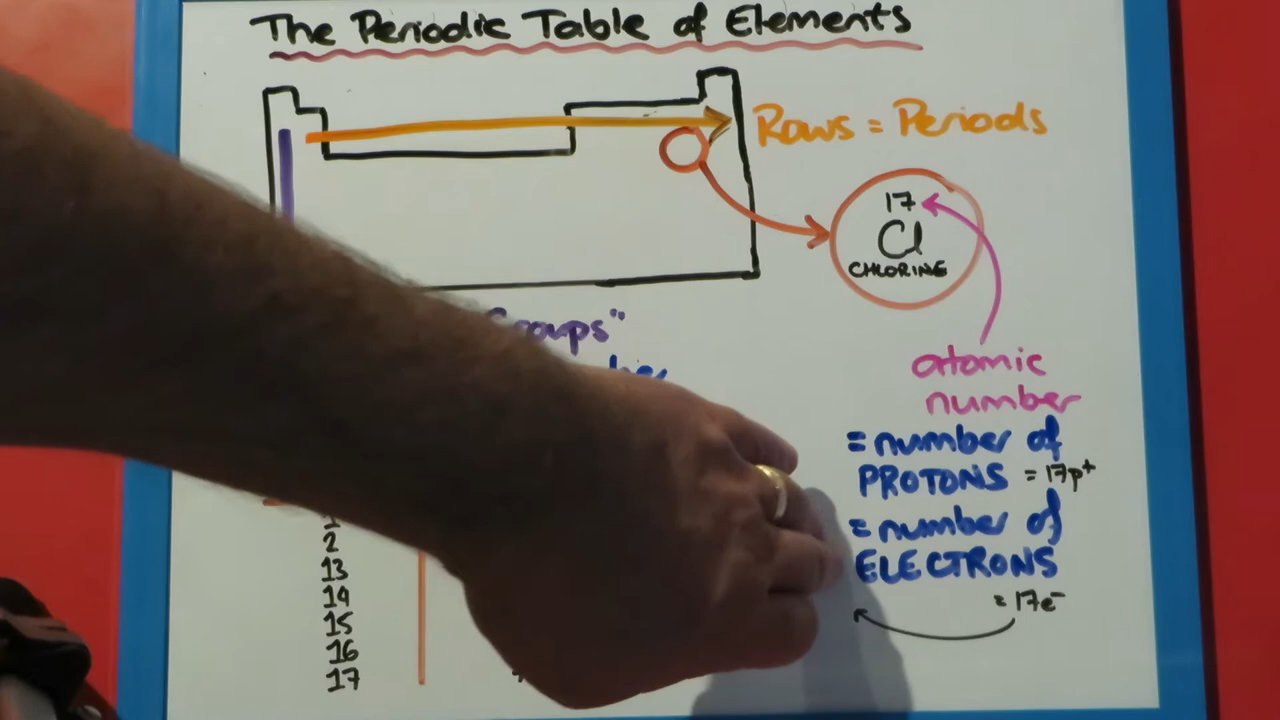 The Periodic Table of Elements
Rows = Periods
17
Cl
CHLORINE
atomic
number
= number of
PROTONS = 17p+
= number of
ELECTRONS
= 17e-
2
13
14
15
16
17